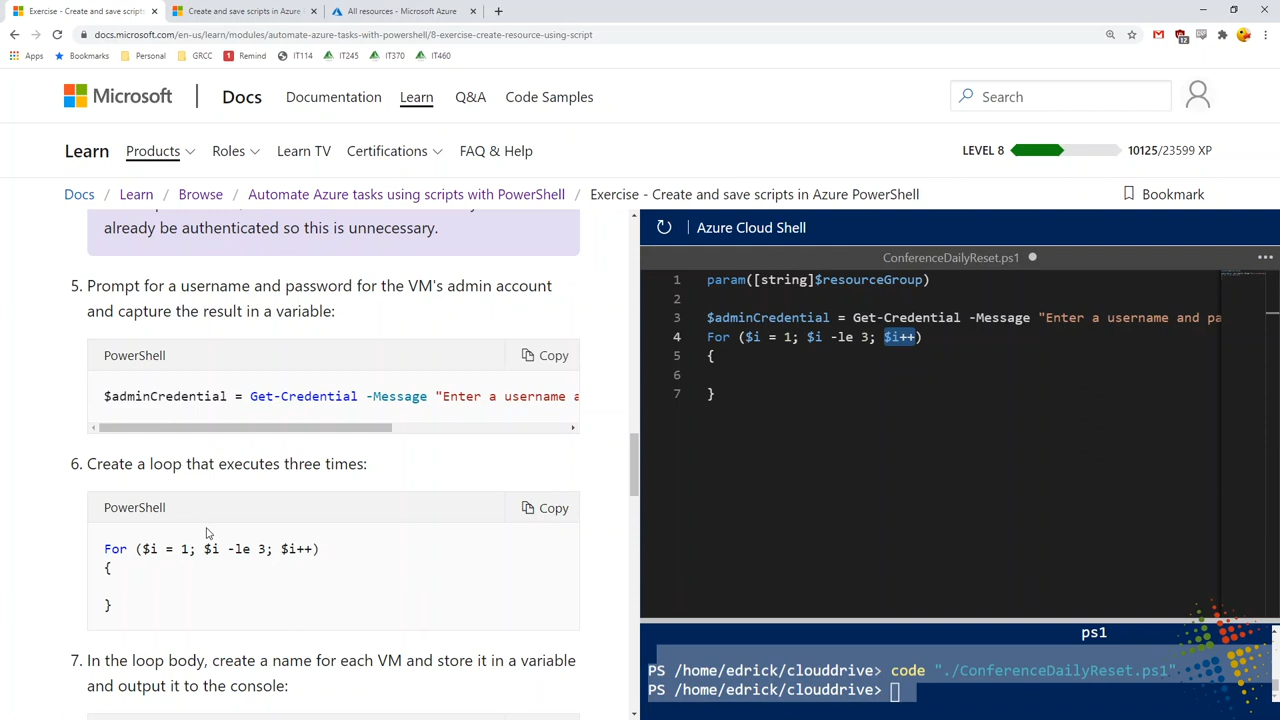 Exercise - Create and save scripts
Create and save scripts in Azure
All resources - Microsoft Azure
docs.microsoft.com/en-us/learn/modules/automate-azure-tasks-with-powershell/8-exercise-create-resource-using-script
12
Apps Bookmarks Personal GRCC Remind IT114 IT245 IT370 IT460
Microsoft Docs Documentation Learn Q&A Code Samples Search
Learn Products Roles Learn TV Certifications FAQ & Help LEVEL 8 10125/23599 XP
Docs / Learn / Browse / Automate Azure tasks using scripts with PowerShell / Exercise - Create and save scripts in Azure PowerShell Bookmark
already be authenticated so this is unnecessary.
5. Prompt for a username and password for the VM's admin account
and capture the result in a variable:
PowerShell Copy
$adminCredential = Get-Credential -Message "Enter a username a
6. Create a loop that executes three times:
PowerShell Copy
For ($i = 1; $i -le 3; $i++)
{
}
7. In the loop body, create a name for each VM and store it in a variable
and output it to the console:
Azure Cloud Shell
ConferenceDailyReset.ps1
1 param([string]$resourceGroup)
2
3 $adminCredential = Get-Credential -Message "Enter a username and pa
4 For ($i = 1; $i -le 3; $i++)
5 {
6
7 }
ps1
PS /home/edrick/clouddrive> code "./ConferenceDailyReset.ps1"
PS /home/edrick/clouddrive>